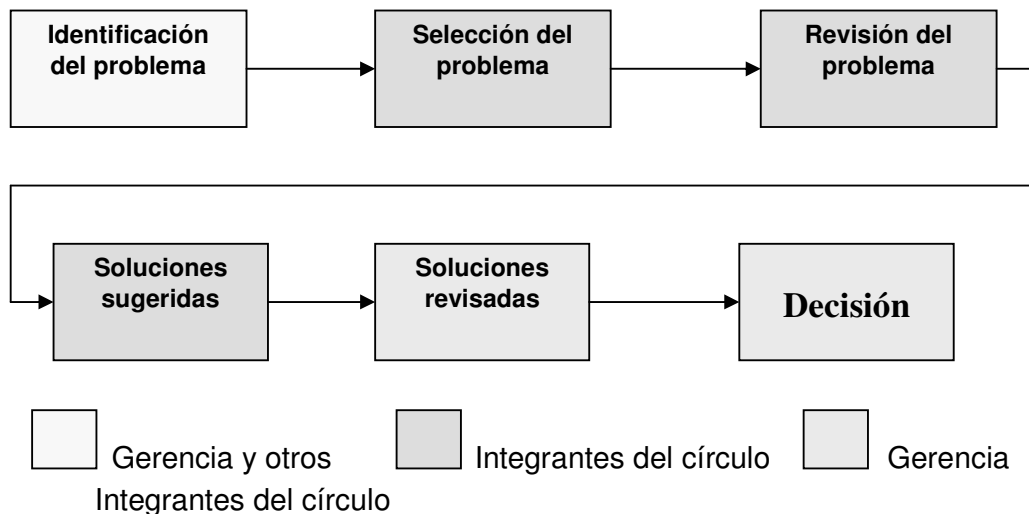 Identificación
del problema
Selección del
problema
Revisión del
problema
Soluciones
sugeridas
Soluciones
revisadas
Decisión
Gerencia y otros
Integrantes del círculo
Integrantes del círculo
Gerencia